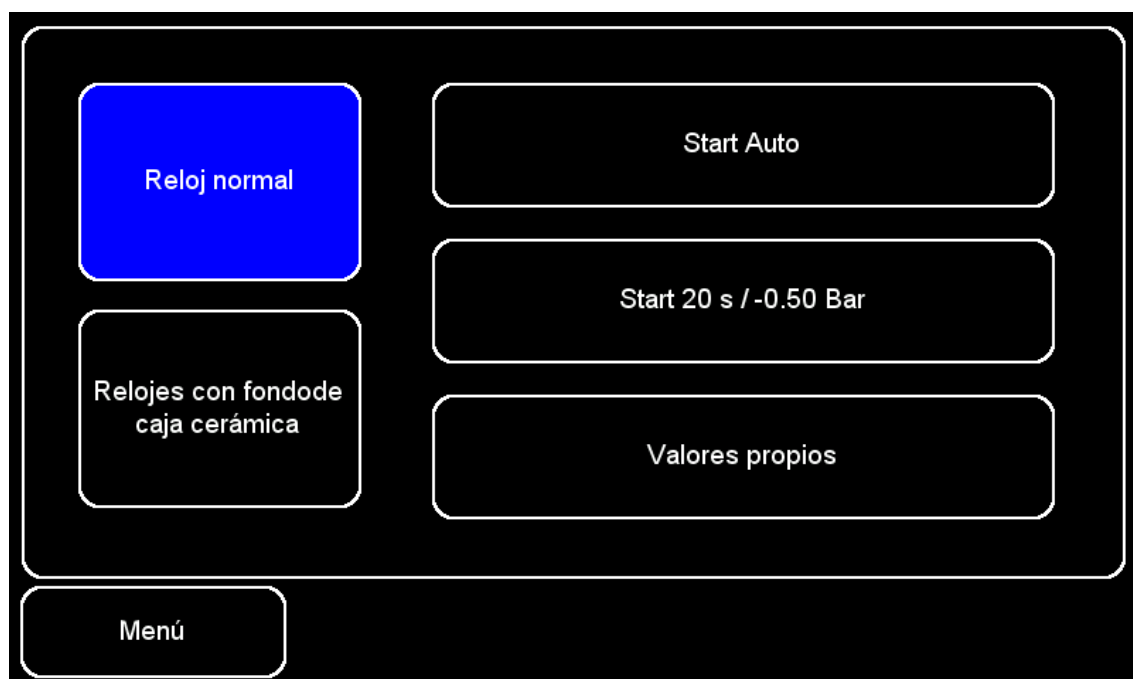 Reloj normal
Relojes con fondode
caja cerámica
Start Auto
Start 20 s / -0.50 Bar
Valores propios
Menú